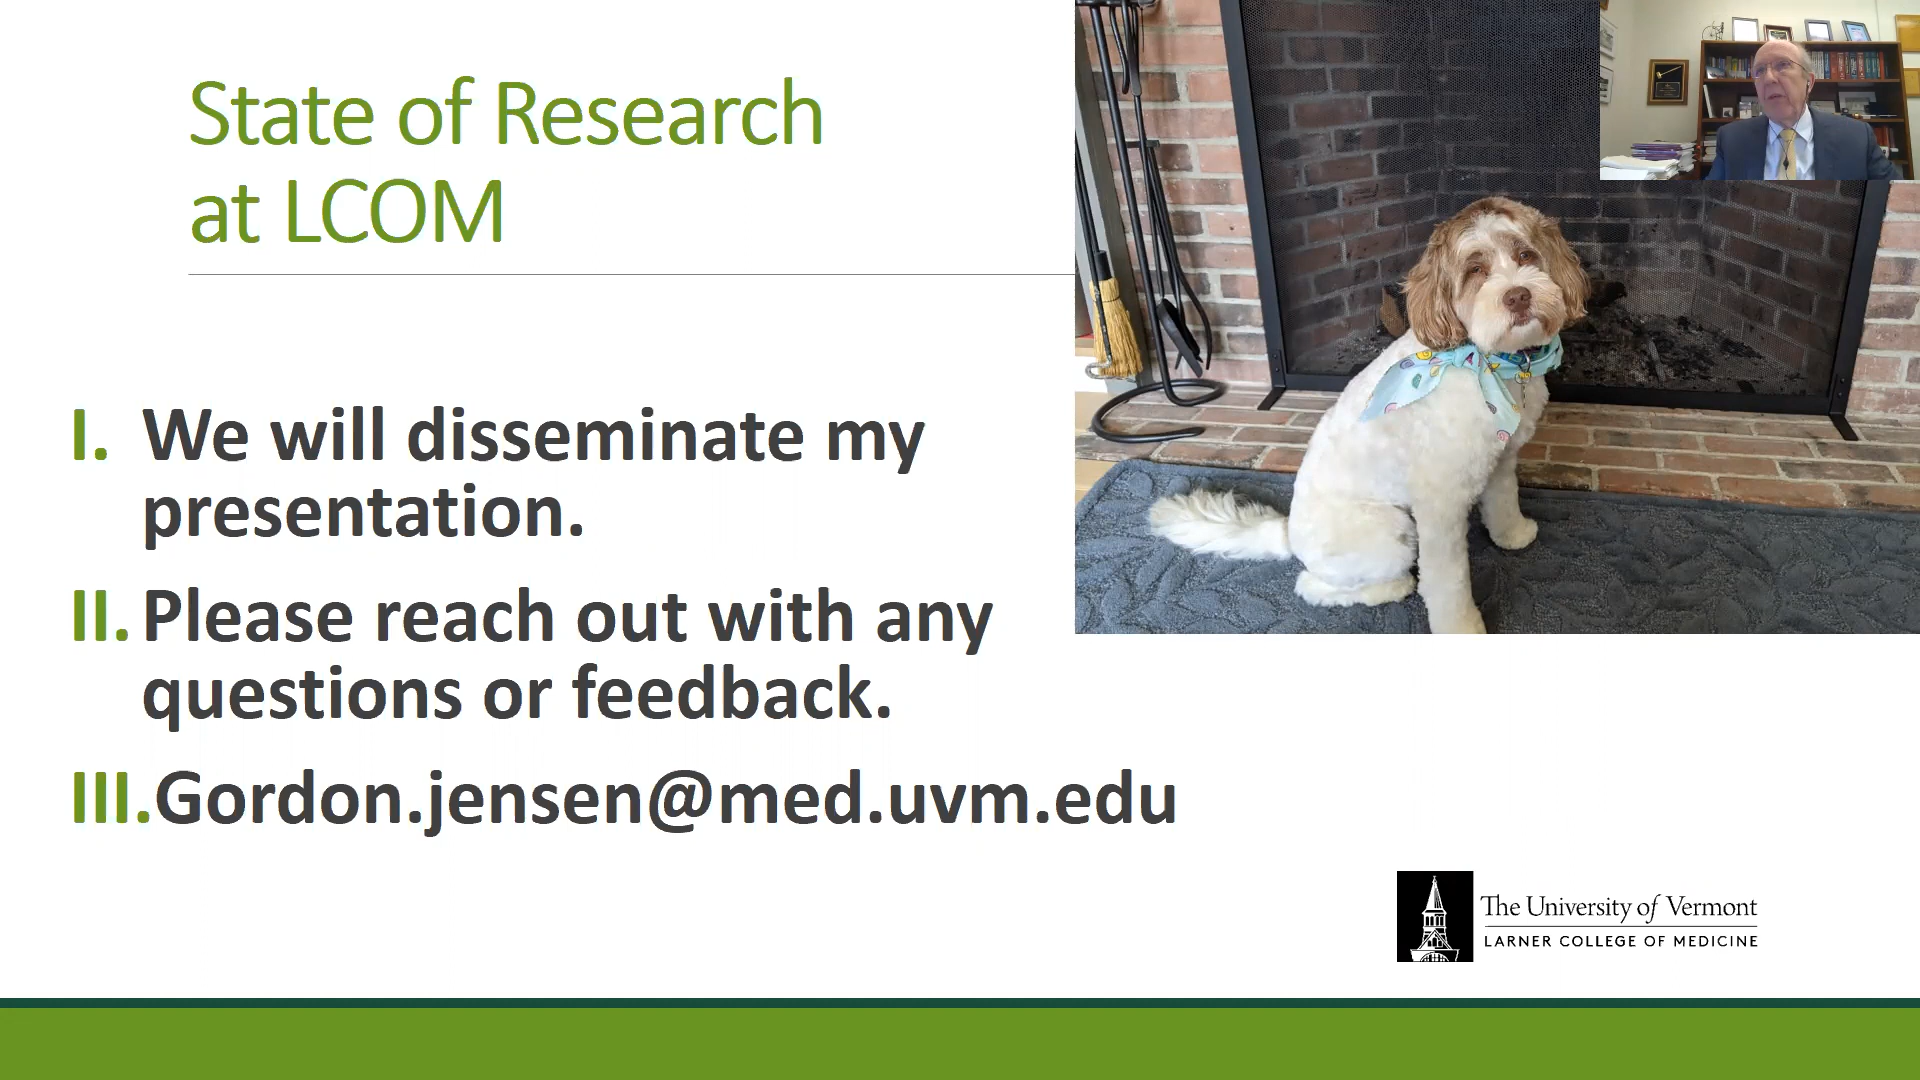 State of Research
at LCOM
I. We will disseminate my
presentation.
II. Please reach out with any
questions or feedback.
III. Gordon.jensen@med.uvm.edu
The University of Vermont
LARNER COLLEGE OF MEDICINE